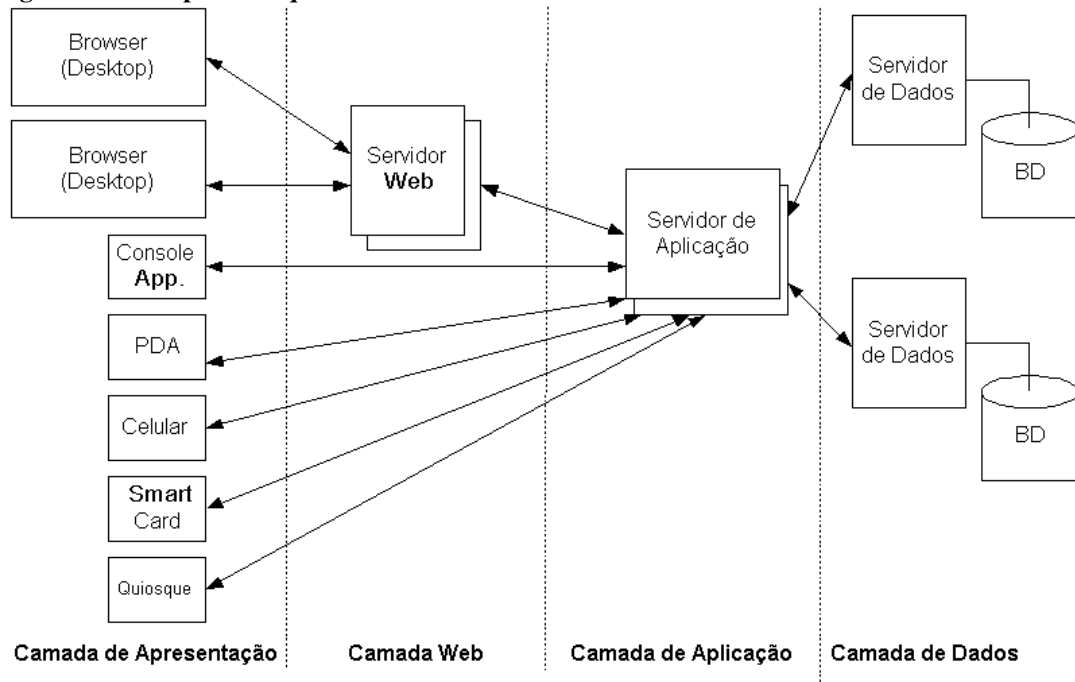 Browser
(Desktop)
Browser
(Desktop)
Console
App.
PDA
Celular
Smart
Card
Quiosque
Servidor
Web
Servidor de
Aplicação
Servidor
de Dados
BD
Servidor
de Dados
BD
Camada de Apresentação
Camada Web
Camada de Aplicação
Camada de Dados